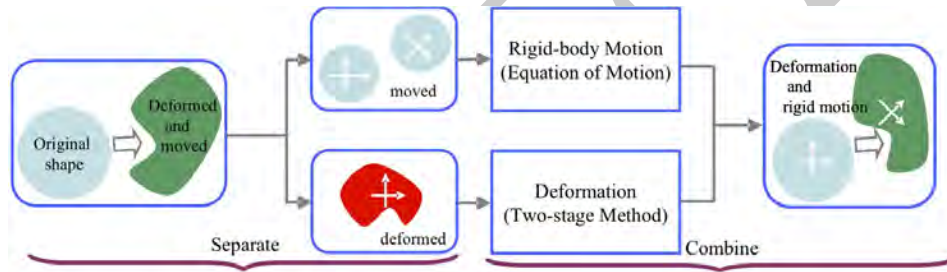 Original
shape
Deformed
and
moved
moved
deformed
Rigid-body Motion
(Equation of Motion)
Deformation
(Two-stage Method)
Deformation
and
rigid motion
Separate
Combine